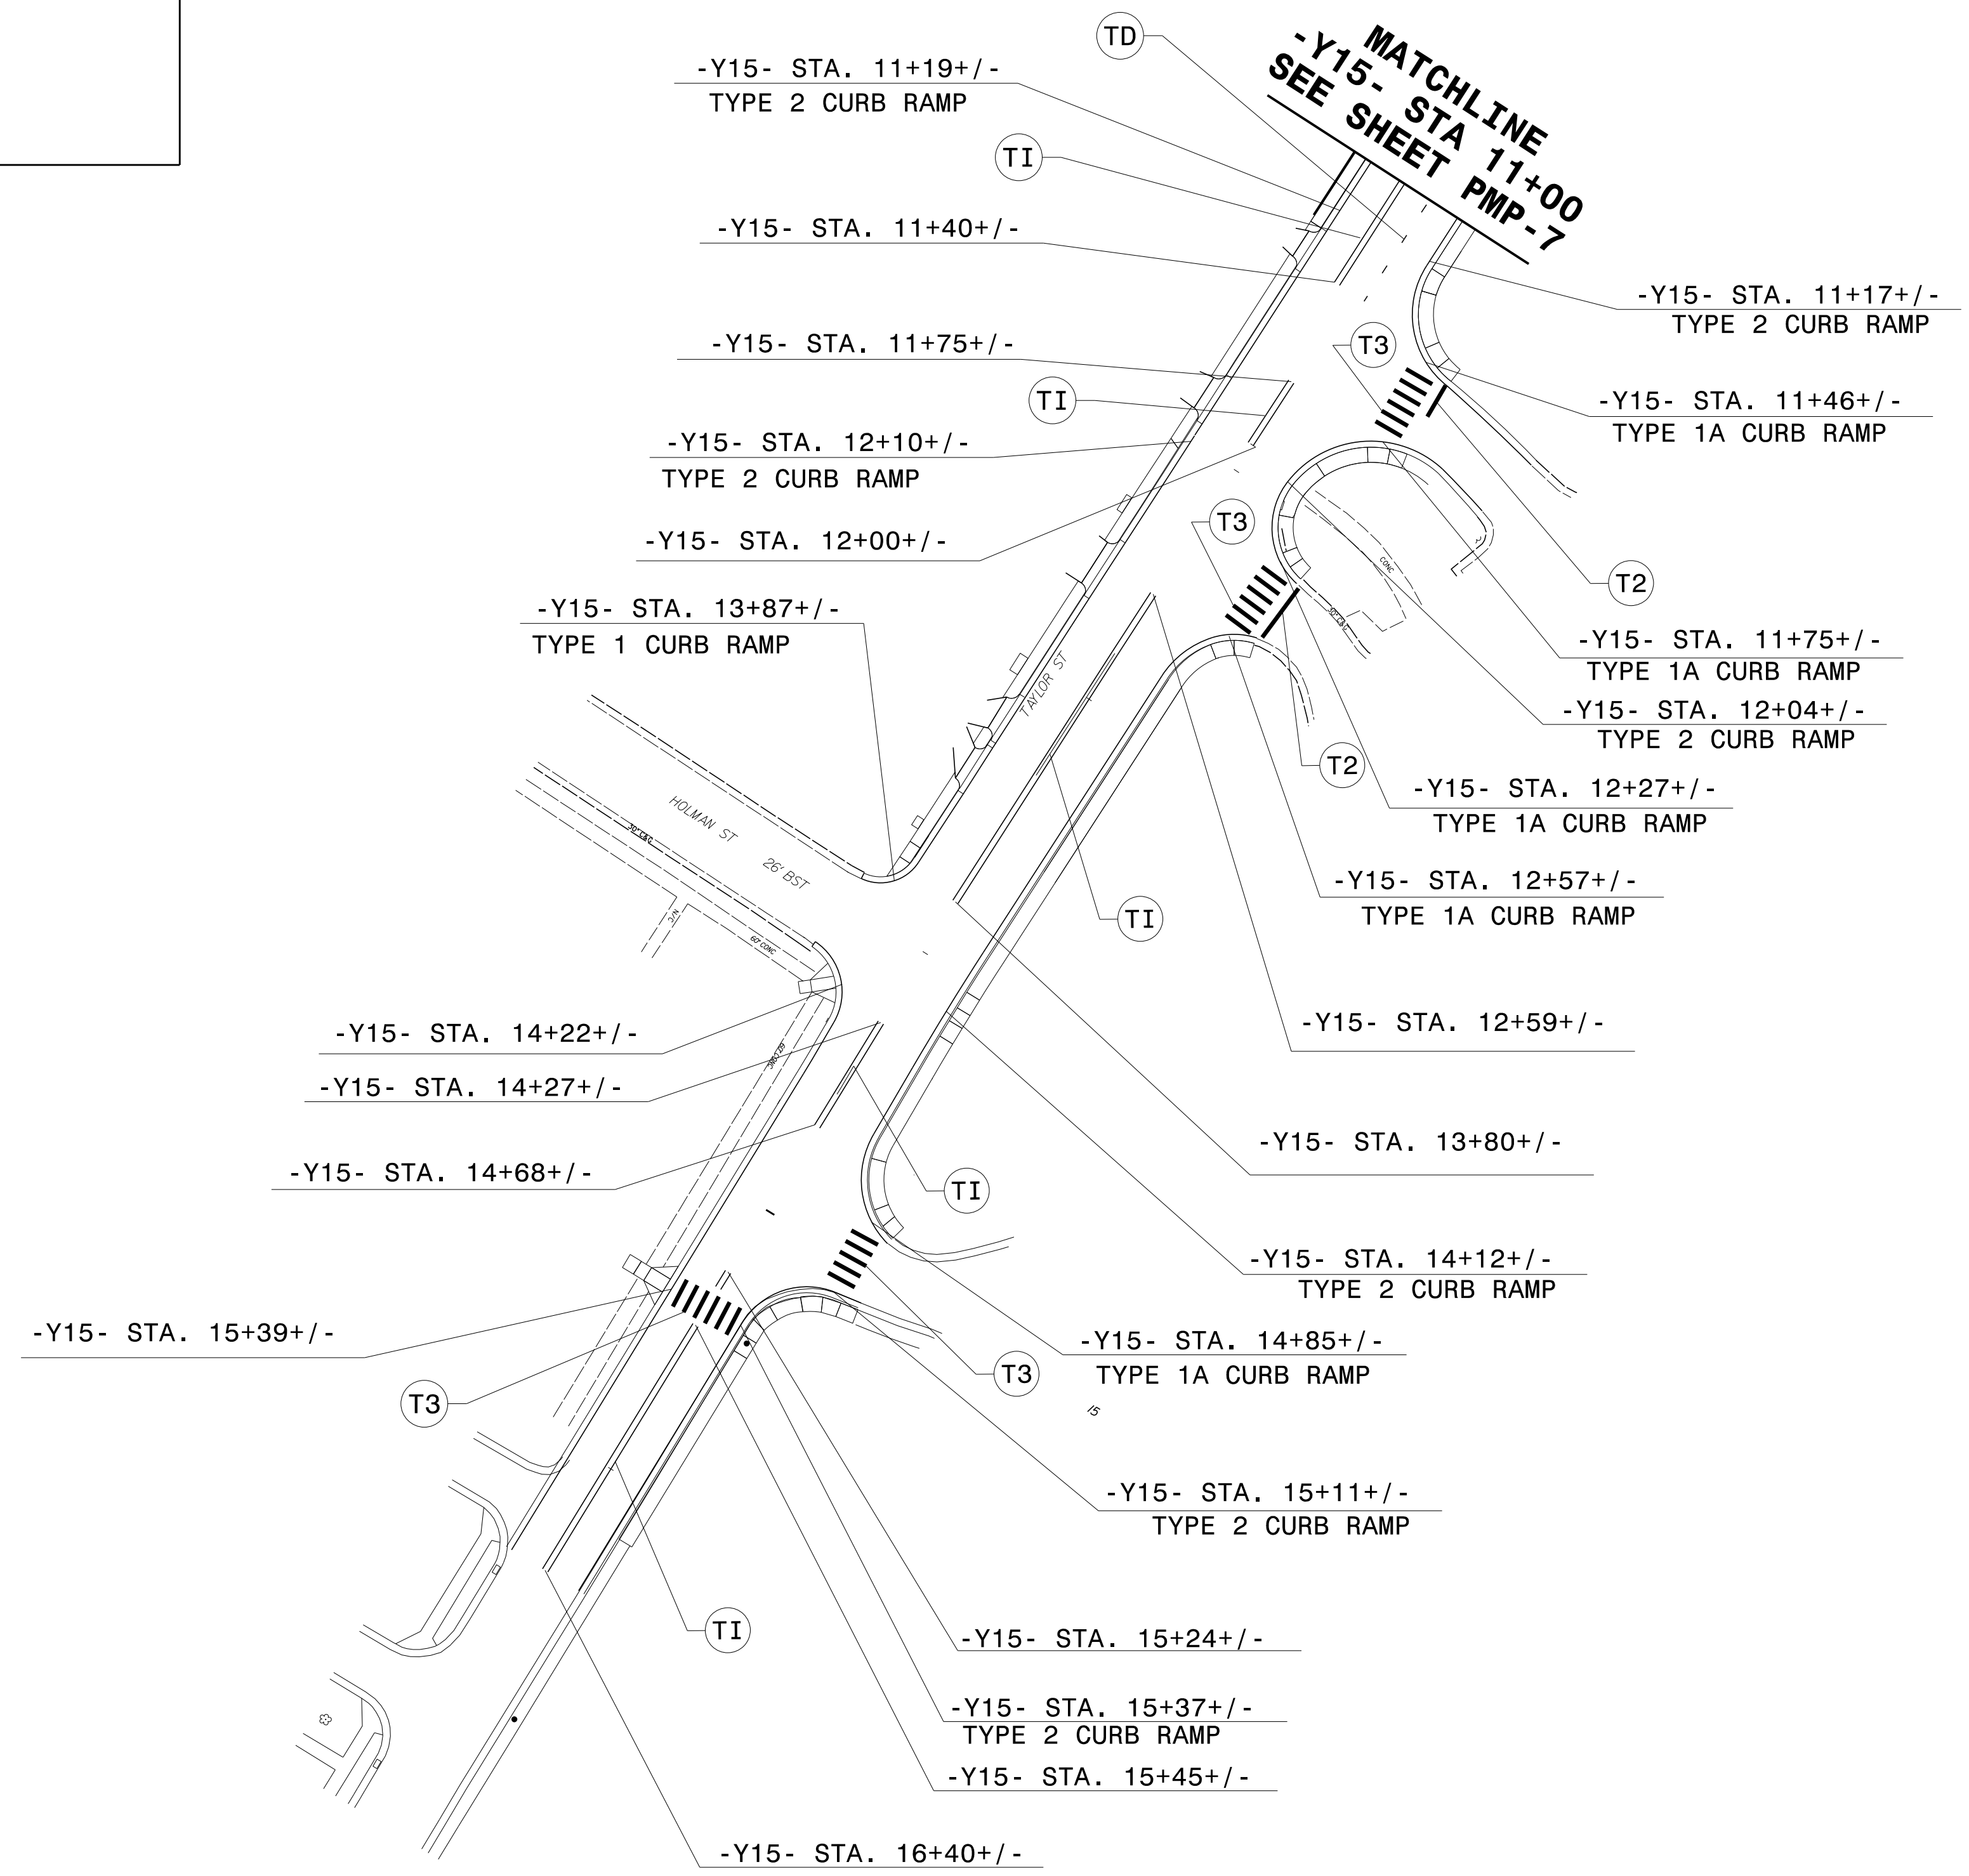 TD
MATCHLINE
-Y15- STA 11+00
SEE SHEET PMP-7
-Y15- STA. 11+19+/-
TYPE 2 CURB RAMP
TI
-Y15- STA. 11+40+/-
-Y15- STA. 11+17+/-
TYPE 2 CURB RAMP
-Y15- STA. 11+75+/-
T3
TI
-Y15- STA. 11+46+/-
TYPE 1A CURB RAMP
-Y15- STA. 12+10+/-
TYPE 2 CURB RAMP
T3
-Y15- STA. 12+00+/-
CONC
T2
-Y15- STA. 13+87+/-
TYPE 1 CURB RAMP
30" C&G
-Y15- STA. 11+75+/-
TYPE 1A CURB RAMP
TAYLOR ST
-Y15- STA. 12+04+/-
TYPE 2 CURB RAMP
T2
-Y15- STA. 12+27+/-
TYPE 1A CURB RAMP
HOLMAN ST
26' BST
30" C&G
-Y15- STA. 12+57+/-
TYPE 1A CURB RAMP
TI
60" CONC
-Y15- STA. 14+22+/-
-Y15- STA. 12+59+/-
-Y15- STA. 14+27+/-
-Y15- STA. 13+80+/-
-Y15- STA. 14+68+/-
TI
-Y15- STA. 14+12+/-
TYPE 2 CURB RAMP
-Y15- STA. 15+39+/-
-Y15- STA. 14+85+/-
TYPE 1A CURB RAMP
T3
T3
15
-Y15- STA. 15+11+/-
TYPE 2 CURB RAMP
TI
-Y15- STA. 15+24+/-
-Y15- STA. 15+37+/-
TYPE 2 CURB RAMP
-Y15- STA. 15+45+/-
-Y15- STA. 16+40+/-